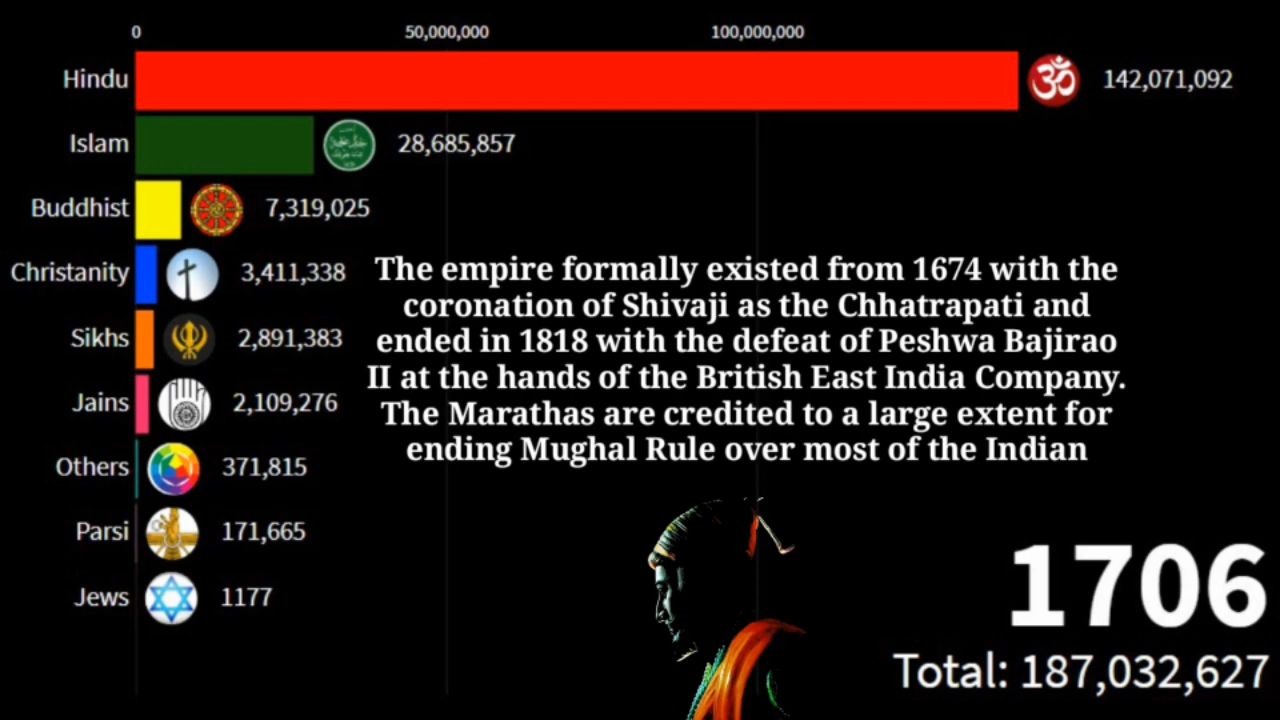 0 50,000,000 100,000,000
Hindu 142,071,092
Islam 28,685,857
Buddhist 7,319,025
Christanity 3,411,338
Sikhs 2,891,383
Jains 2,109,276
Others 371,815
Parsi 171,665
Jews 1177
The empire formally existed from 1674 with the
coronation of Shivaji as the Chhatrapati and
ended in 1818 with the defeat of Peshwa Bajirao
II at the hands of the British East India Company.
The Marathas are credited to a large extent for
ending Mughal Rule over most of the Indian
1706
Total: 187,032,627